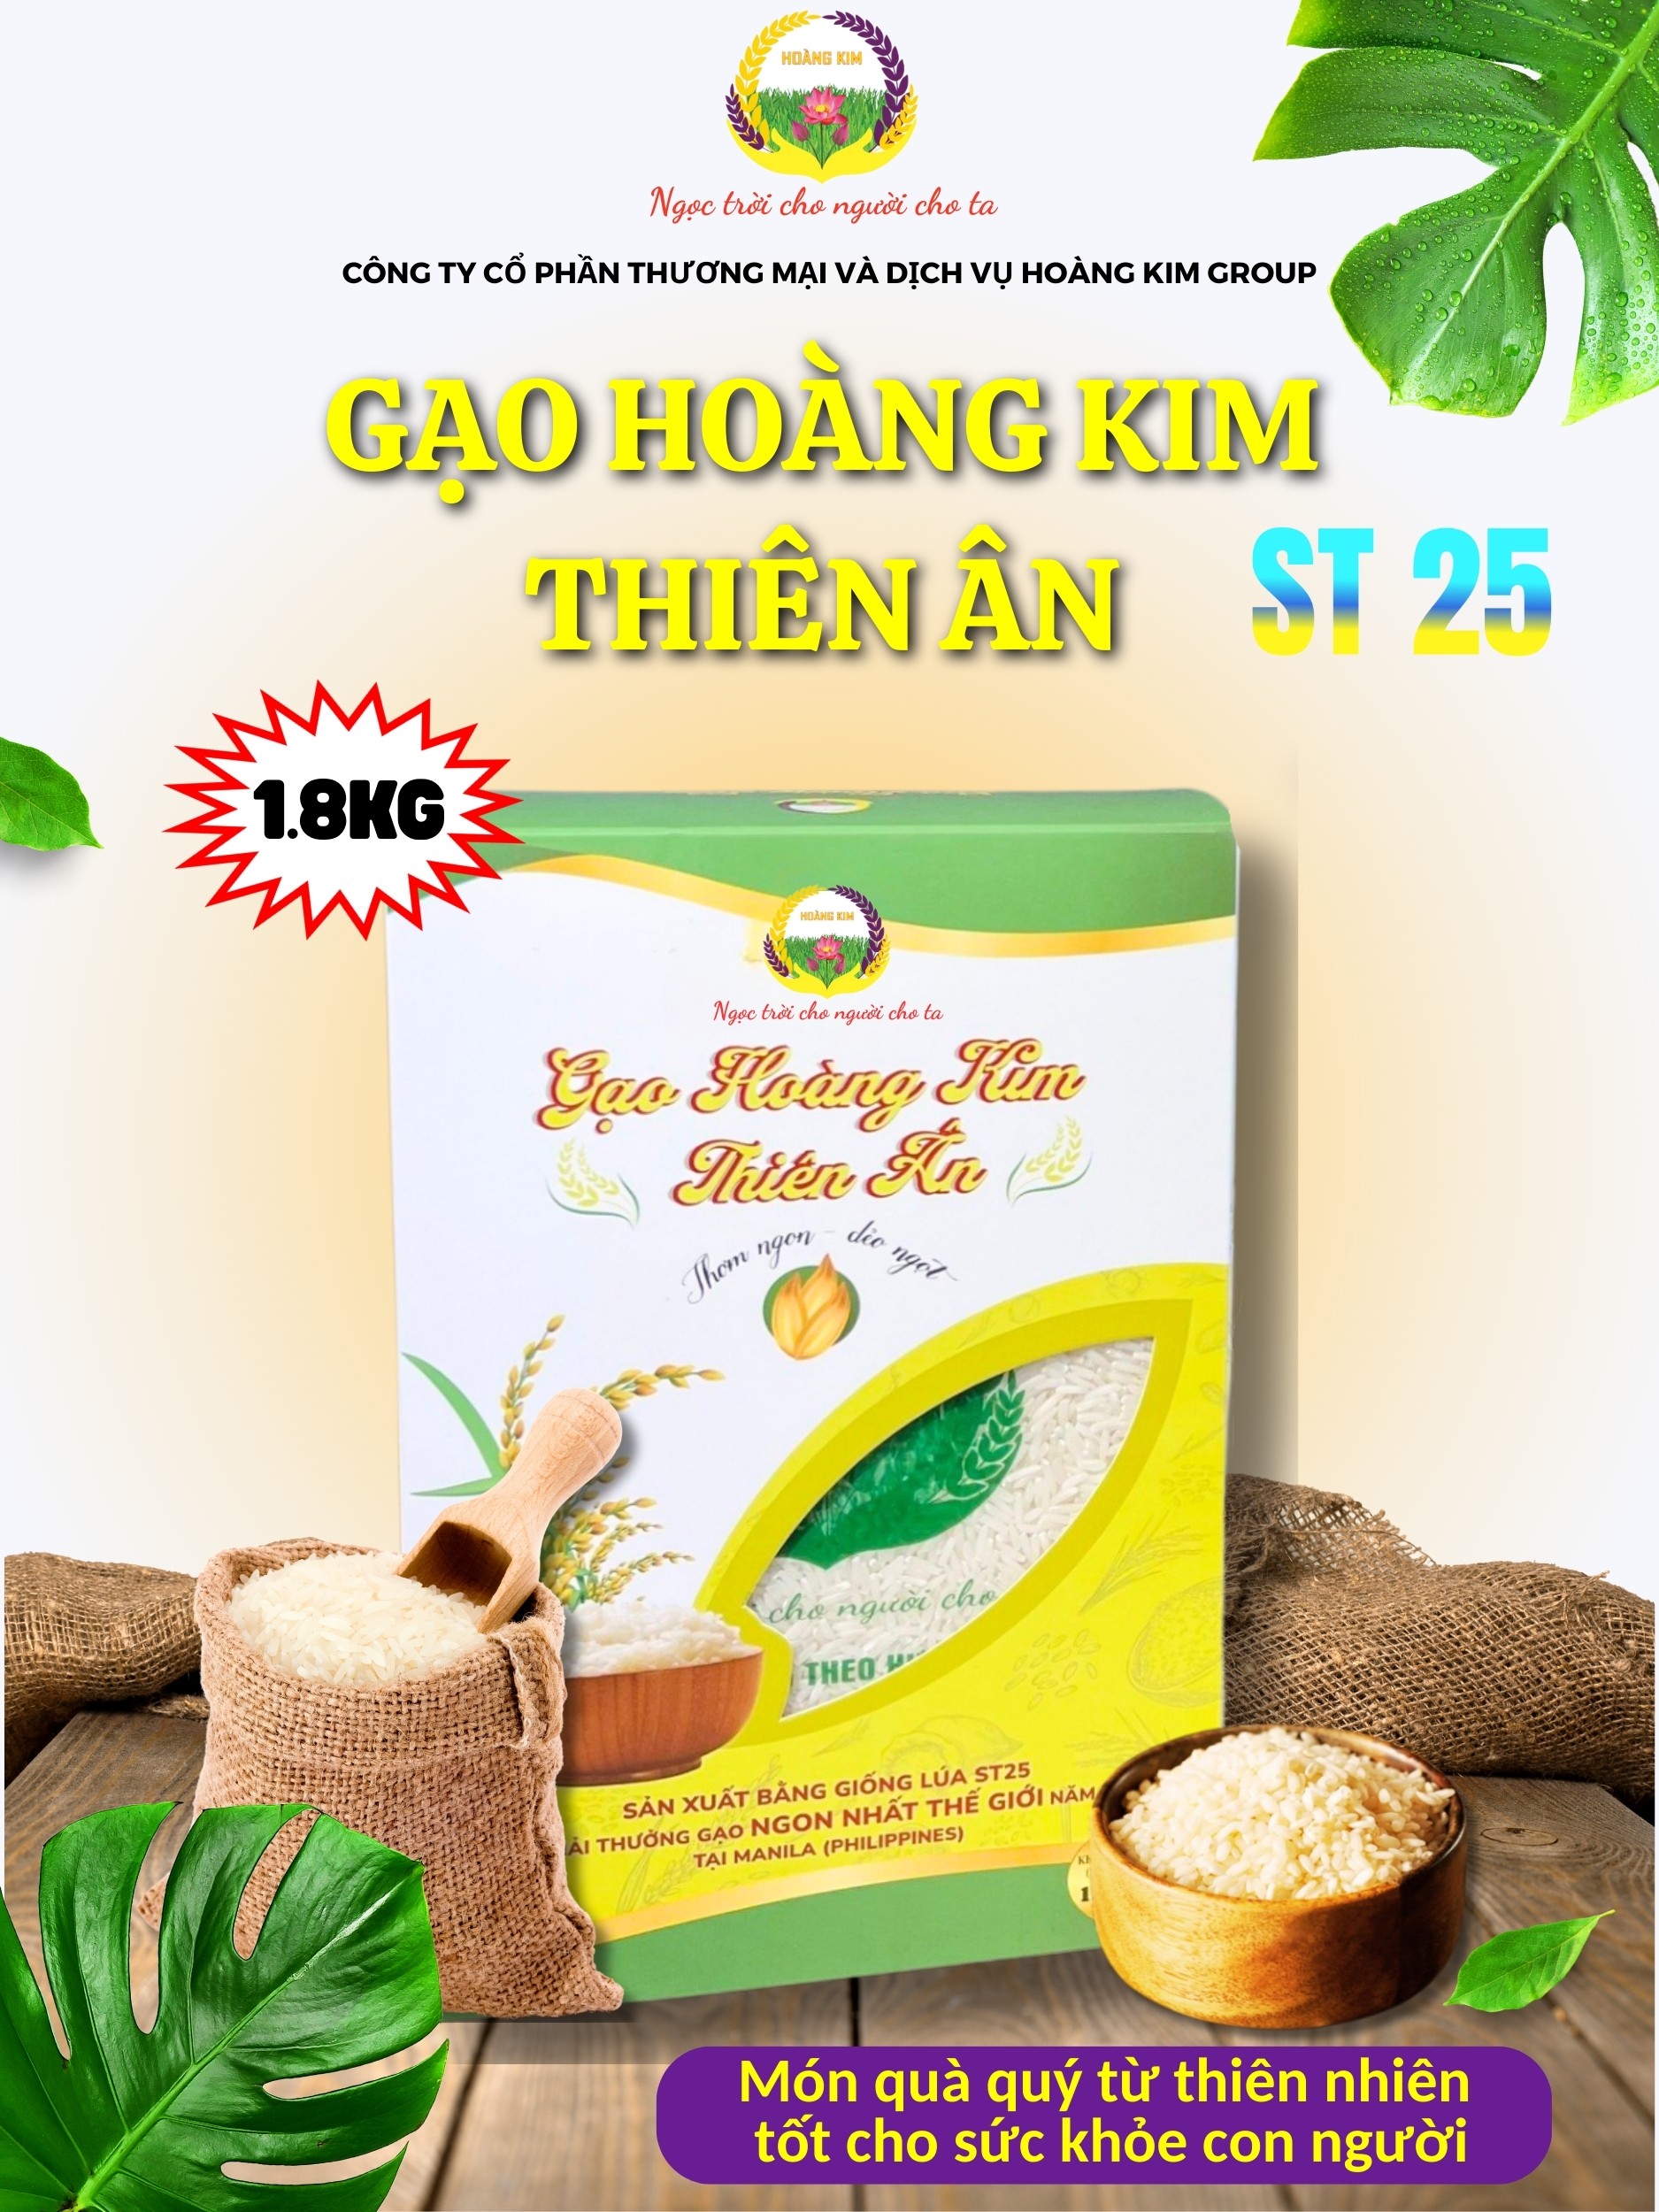 HOÀNG KIM
Ngọc trời cho người cho ta
CÔNG TY CỔ PHẦN THƯƠNG MẠI VÀ DỊCH VỤ HOÀNG KIM GROUP
GẠO HOÀNG KIM
THIÊN ÂN
ST 25
1.8KG
HOÀNG KIM
Ngọc trời cho người cho ta
Gạo Hoàng Kim
Thiên Ân
Thơm ngon - dẻo ngọt
cho người cho
THEO
SẢN XUẤT BẰNG GIỐNG LÚA ST25
THƯỞNG GẠO NGON NHẤT THẾ GIỚI NĂM
TẠI MANILA (PHILIPPINES)
Món quà quý từ thiên nhiên
tốt cho sức khỏe con người